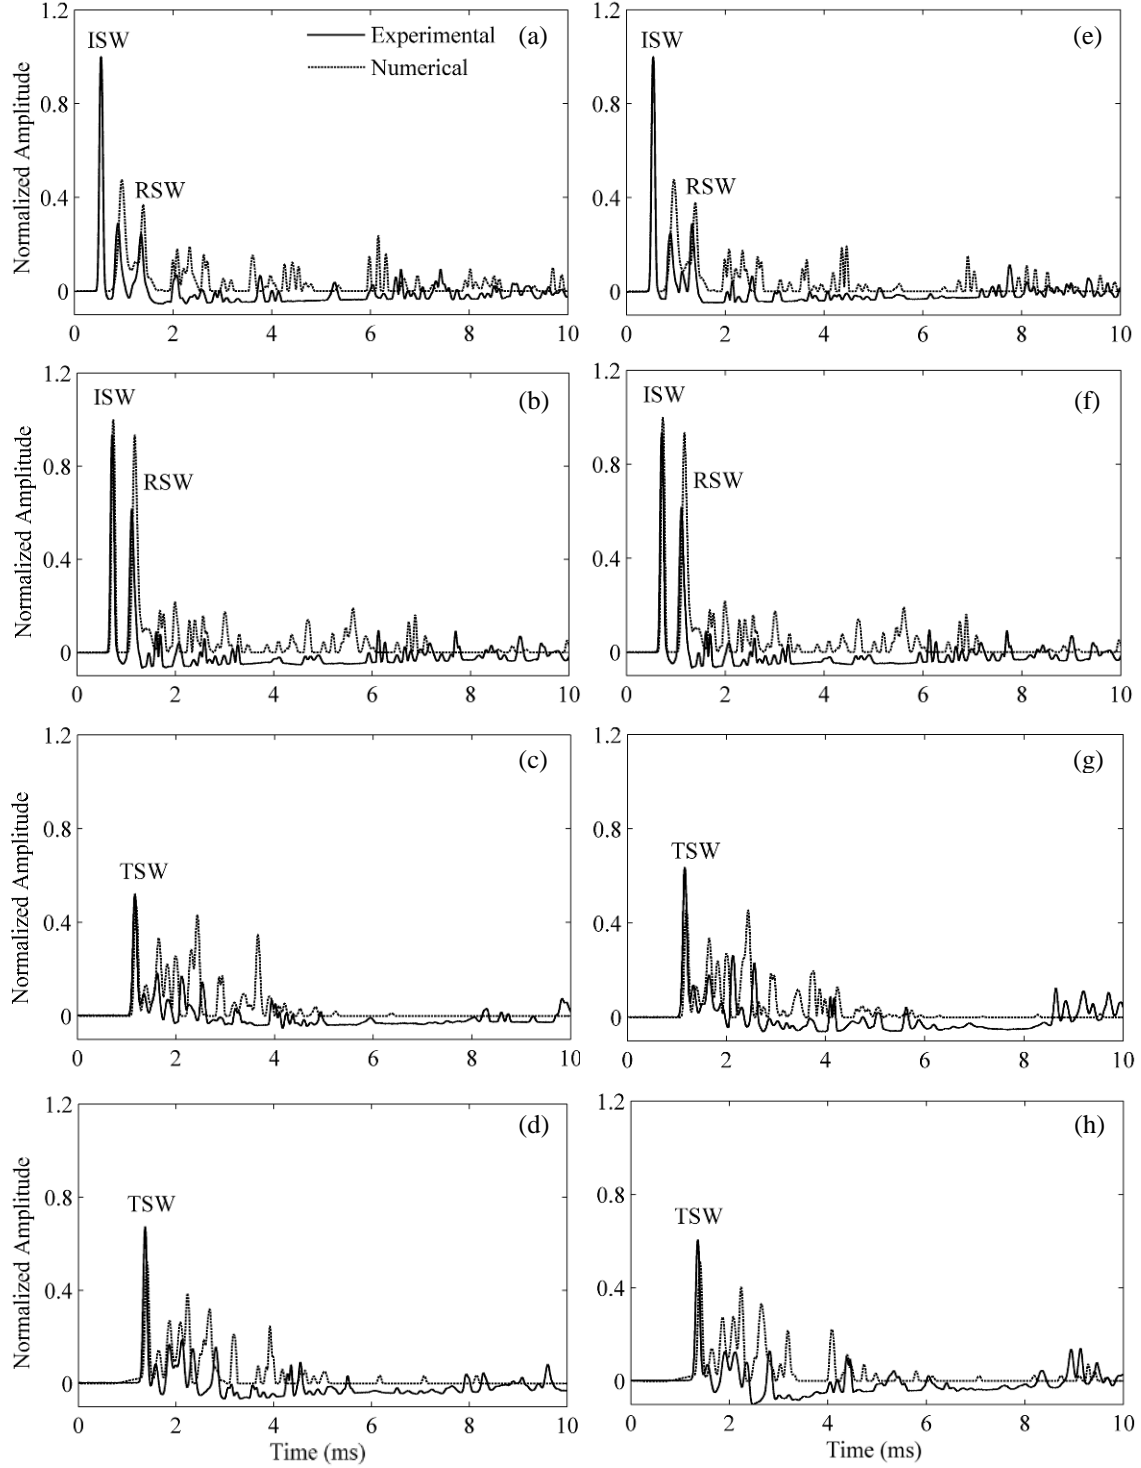 1.2
ISW
Experimental
(a)
Numerical
0.8
RSW
0.4
0
2 4 6 8 10
Normalized Amplitude
1.2
ISW
(e)
0.8
RSW
0.4
0
2 4 6 8 10
1.2
ISW
(b)
0.8
RSW
0.4
0
0 2 4 6 8 10
Normalized Amplitude
1.2
ISW
(f)
0.8
RSW
0.4
0
0 2 4 6 8 10
1.2
(c)
0.8
TSW
0.4
0
0 2 4 6 8 10
Normalized Amplitude
1.2
(g)
0.8
TSW
0.4
0
0 2 4 6 8 10
1.2
(d)
0.8
TSW
0.4
0
0 2 4 6 8 10
Normalized Amplitude
Time (ms)
1.2
(h)
0.8
TSW
0.4
0
0 2 4 6 8 10
Time (ms)